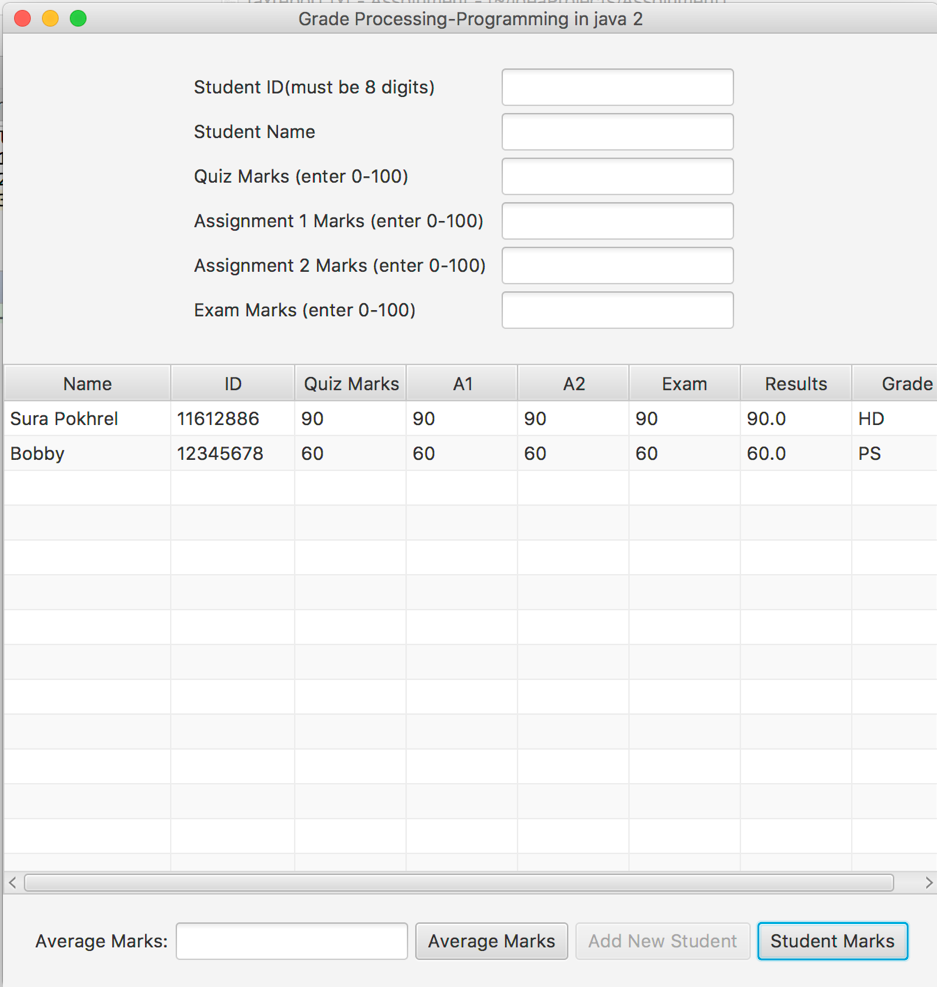 Grade Processing-Programming in java 2
Student ID(must be 8 digits)
Student Name
Quiz Marks (enter 0-100)
Assignment 1 Marks (enter 0-100)
Assignment 2 Marks (enter 0-100)
Exam Marks (enter 0-100)
Name ID Quiz Marks A1 A2 Exam Results Grade
Sura Pokhrel 11612886 90 90 90 90 90.0 HD
Bobby 12345678 60 60 60 60 60.0 PS
Average Marks: Average Marks Add New Student Student Marks